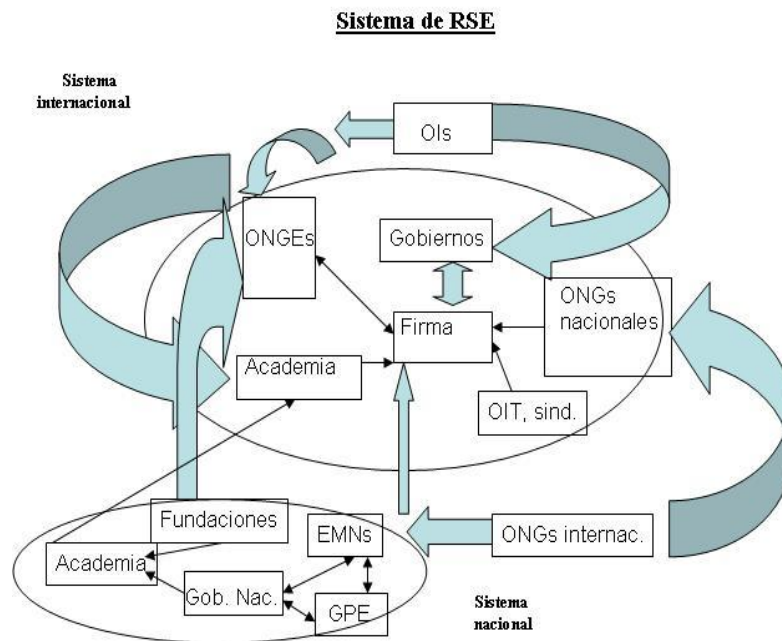 Sistema de RSE
Sistema
internacional
OIs
ONGEs
Gobiernos
ONGs
nacionales
Firma
Academia
OIT, sind.
Fundaciones
EMNs
ONGs internac.
Academia
Gob. Nac.
GPE
Sistema
nacional